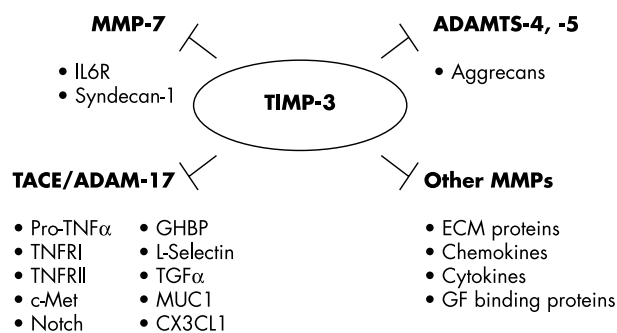 MMP-7
ADAMTS-4, -5
• IL6R
• Syndecan-1
• Aggrecans
TIMP-3
TACE/ADAM-17
Other MMPs
• Pro-TNFα
• TNFRI
• TNFRII
• c-Met
• Notch
• GHBP
• L-Selectin
• TGFα
• MUC1
• CX3CL1
• ECM proteins
• Chemokines
• Cytokines
• GF binding proteins